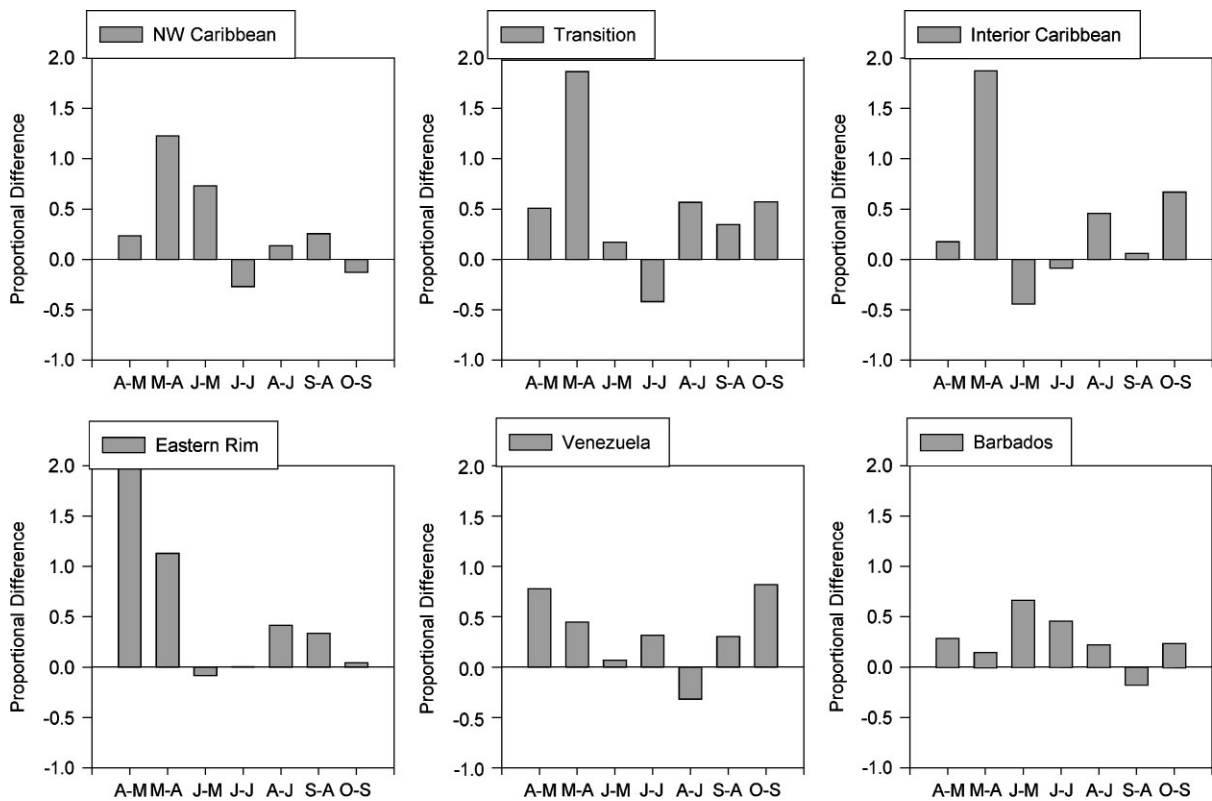 NW Caribbean
Transition
Interior Caribbean
Proportional Difference
2.0
1.5
1.0
0.5
0.0
-0.5
-1.0
A-M M-A J-M J-J A-J S-A O-S
Proportional Difference
2.0
1.5
1.0
0.5
0.0
-0.5
-1.0
A-M M-A J-M J-J A-J S-A O-S
Proportional Difference
2.0
1.5
1.0
0.5
0.0
-0.5
-1.0
A-M M-A J-M J-J A-J S-A O-S
Eastern Rim
Venezuela
Barbados
Proportional Difference
2.0
1.5
1.0
0.5
0.0
-0.5
-1.0
A-M M-A J-M J-J A-J S-A O-S
Proportional Difference
2.0
1.5
1.0
0.5
0.0
-0.5
-1.0
A-M M-A J-M J-J A-J S-A O-S
Proportional Difference
2.0
1.5
1.0
0.5
0.0
-0.5
-1.0
A-M M-A J-M J-J A-J S-A O-S